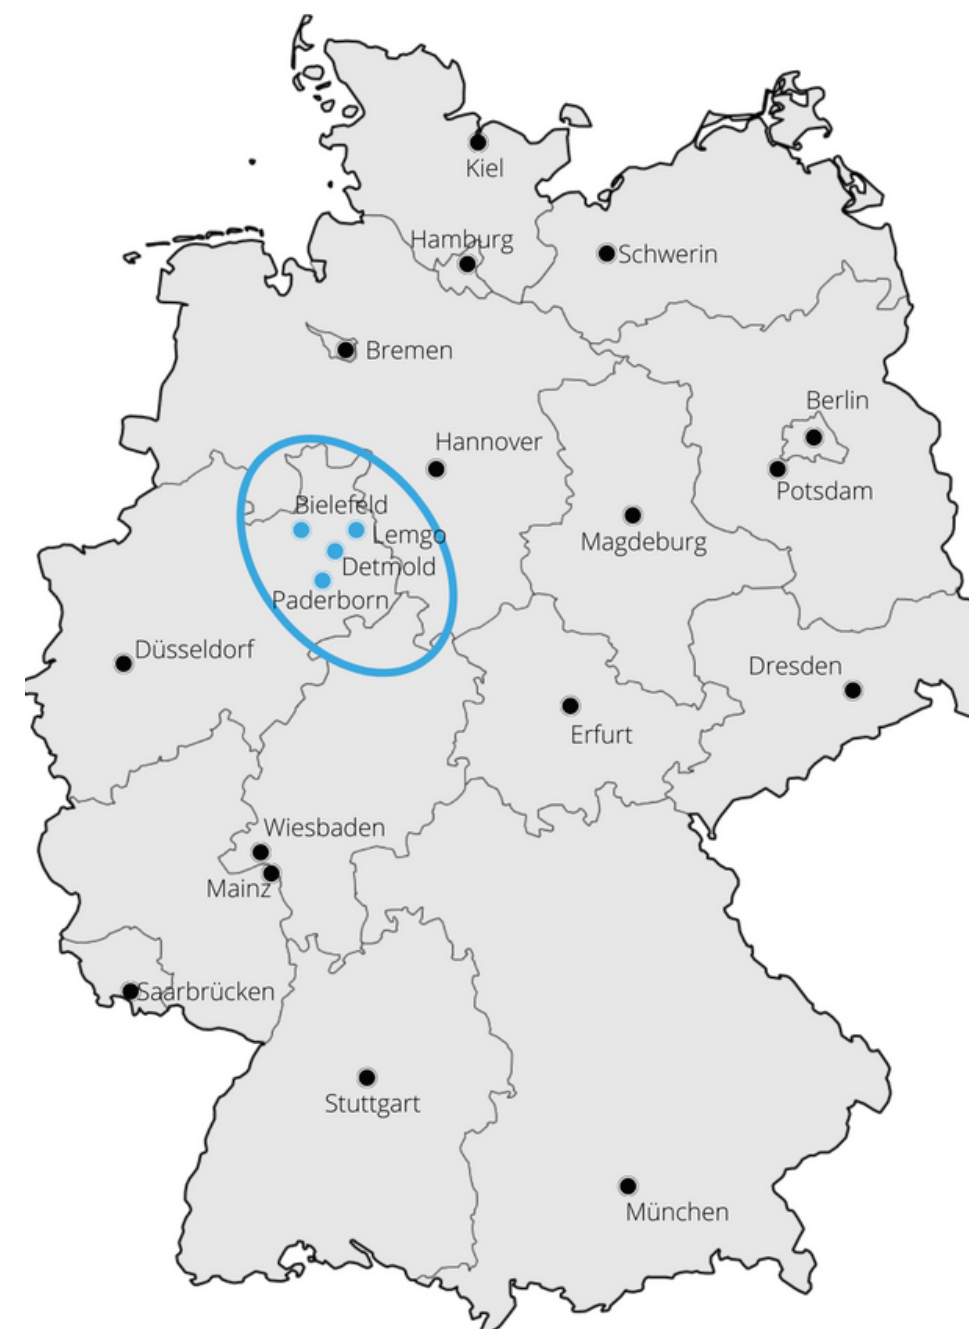 Kiel
Hamburg
Schwerin
Bremen
Berlin
Hannover
Potsdam
Bielefeld
Lemgo
Magdeburg
Detmold
Paderborn
Düsseldorf
Dresden
Erfurt
Wiesbaden
Mainz
Saarbrücken
Stuttgart
München